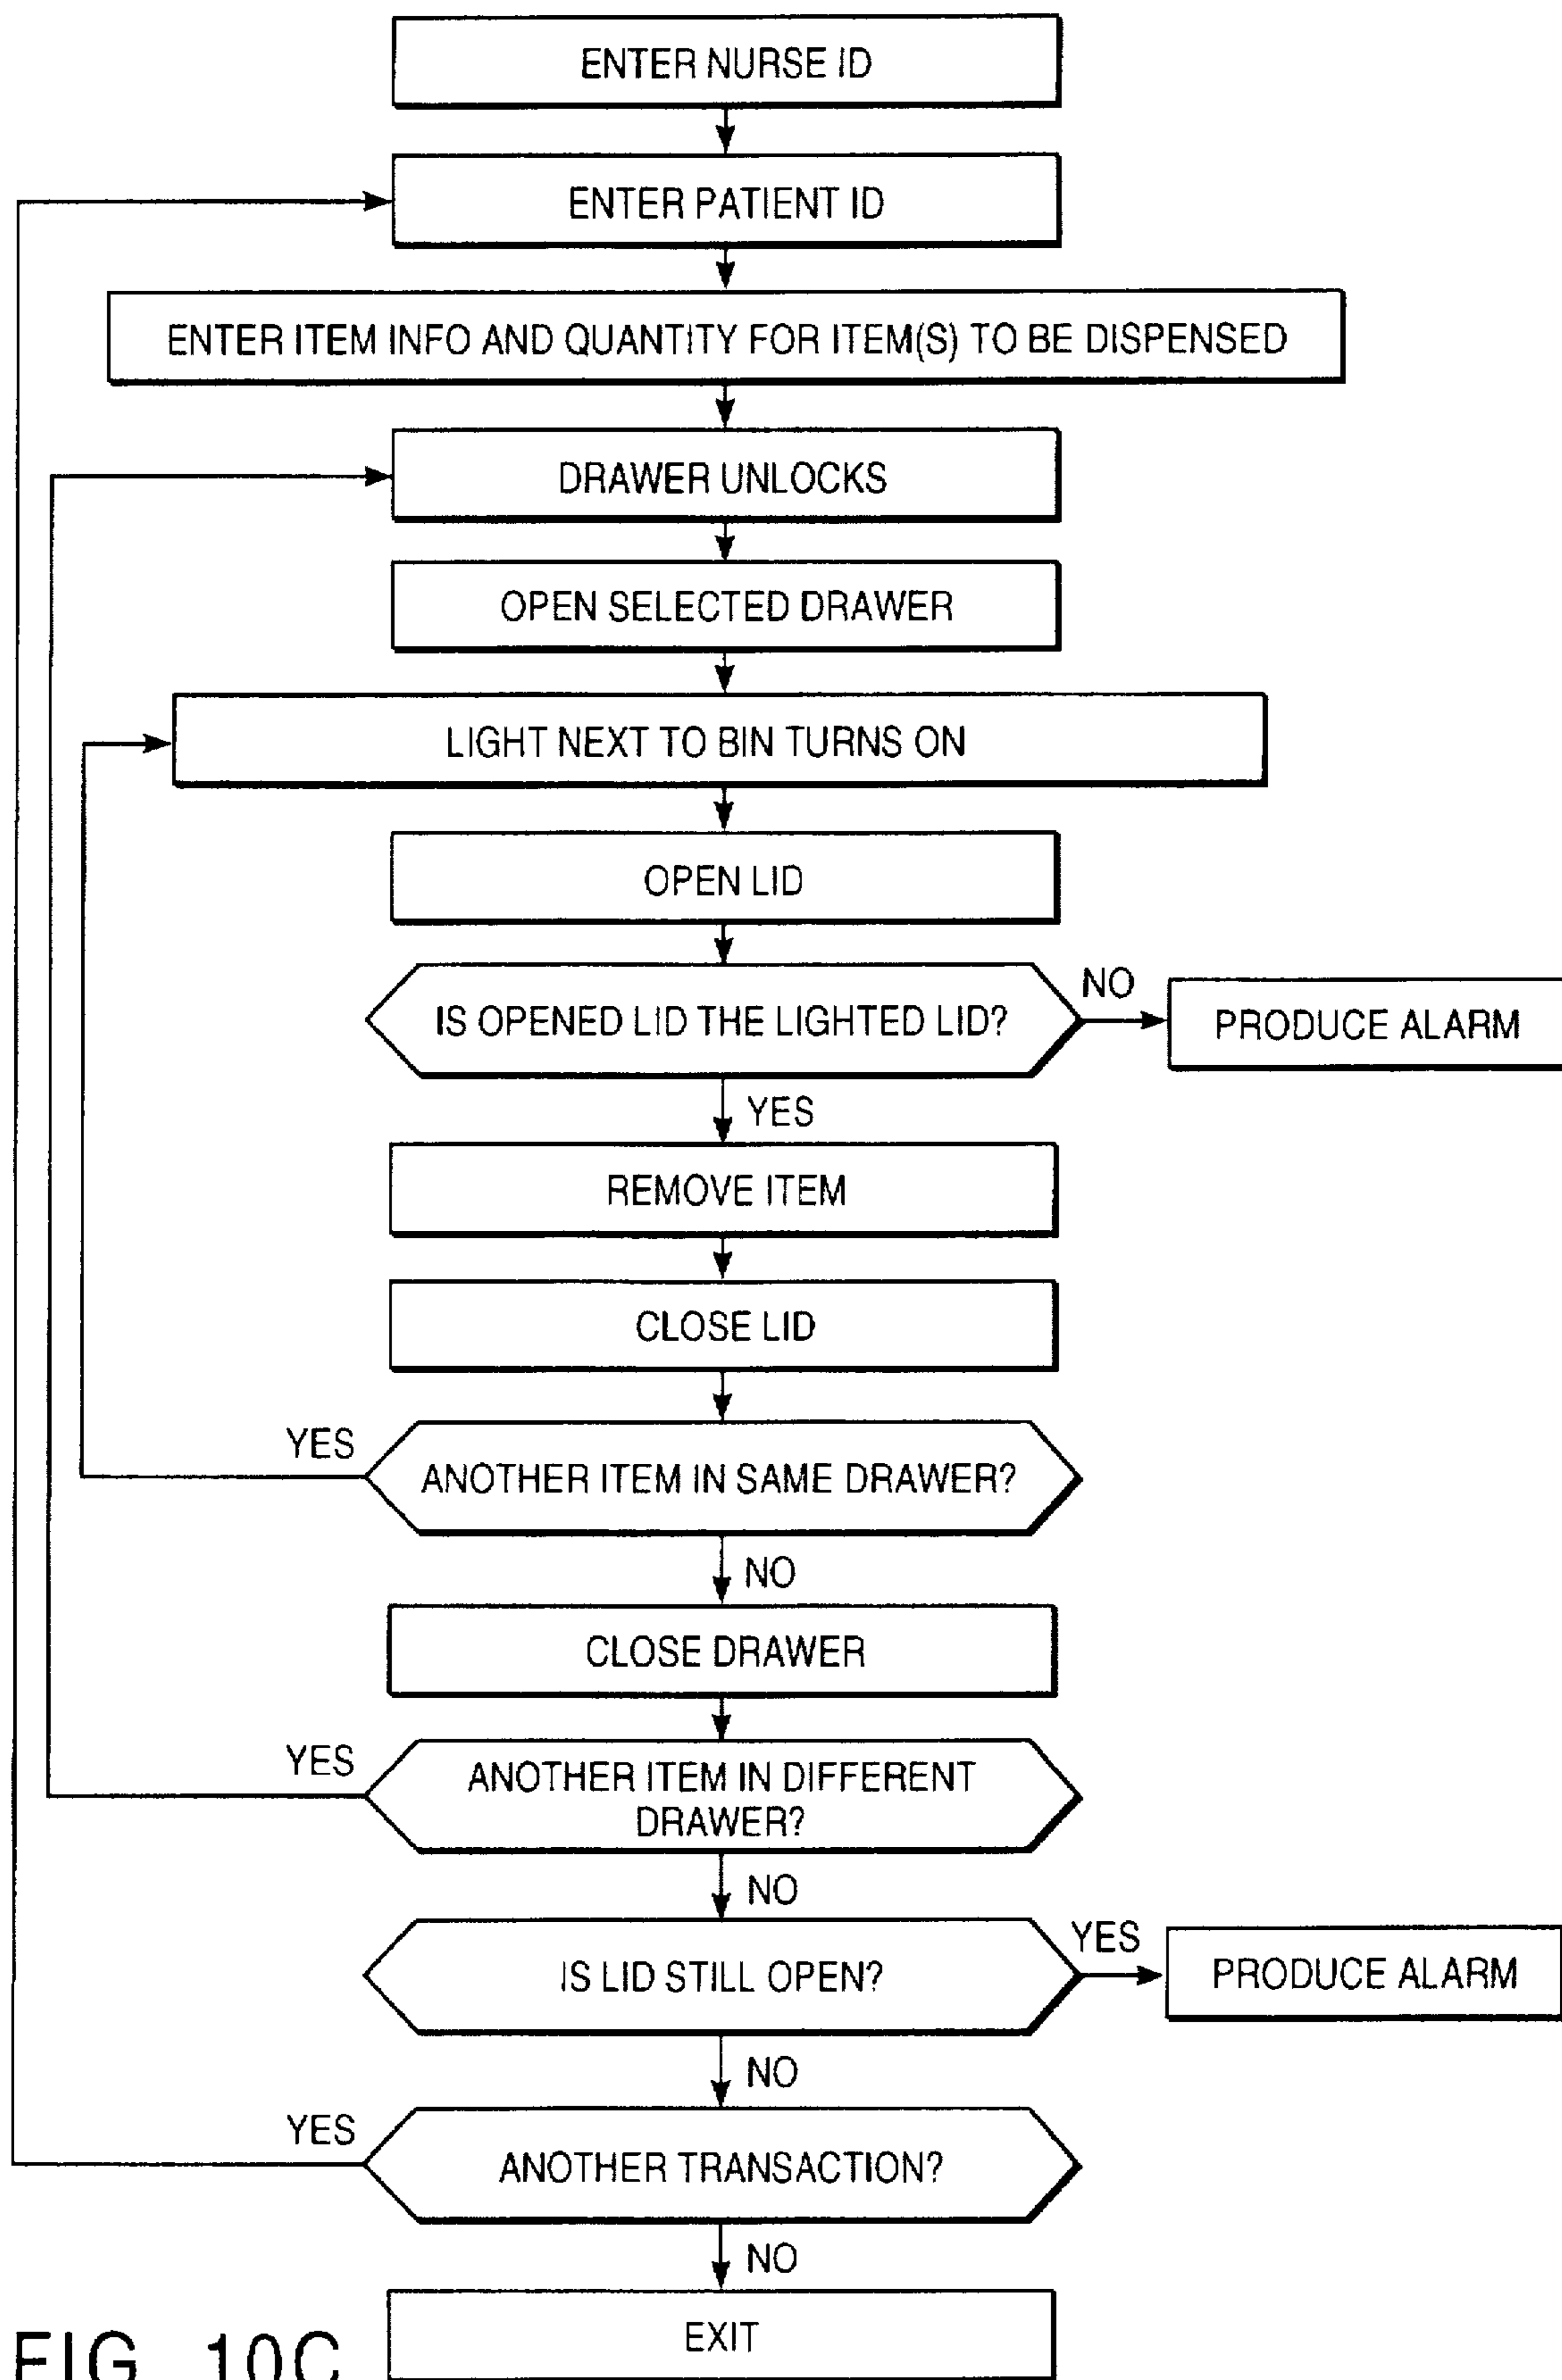 ENTER NURSE ID
ENTER PATIENT ID
ENTER ITEM INFO AND QUANTITY FOR ITEM(S) TO BE DISPENSED
DRAWER UNLOCKS
OPEN SELECTED DRAWER
LIGHT NEXT TO BIN TURNS ON
OPEN LID
IS OPENED LID THE LIGHTED LID?
NO
PRODUCE ALARM
YES
REMOVE ITEM
CLOSE LID
YES
ANOTHER ITEM IN SAME DRAWER?
NO
CLOSE DRAWER
YES
ANOTHER ITEM IN DIFFERENT
DRAWER?
NO
IS LID STILL OPEN?
YES
PRODUCE ALARM
NO
YES
ANOTHER TRANSACTION?
NO
EXIT
FIG. 10C